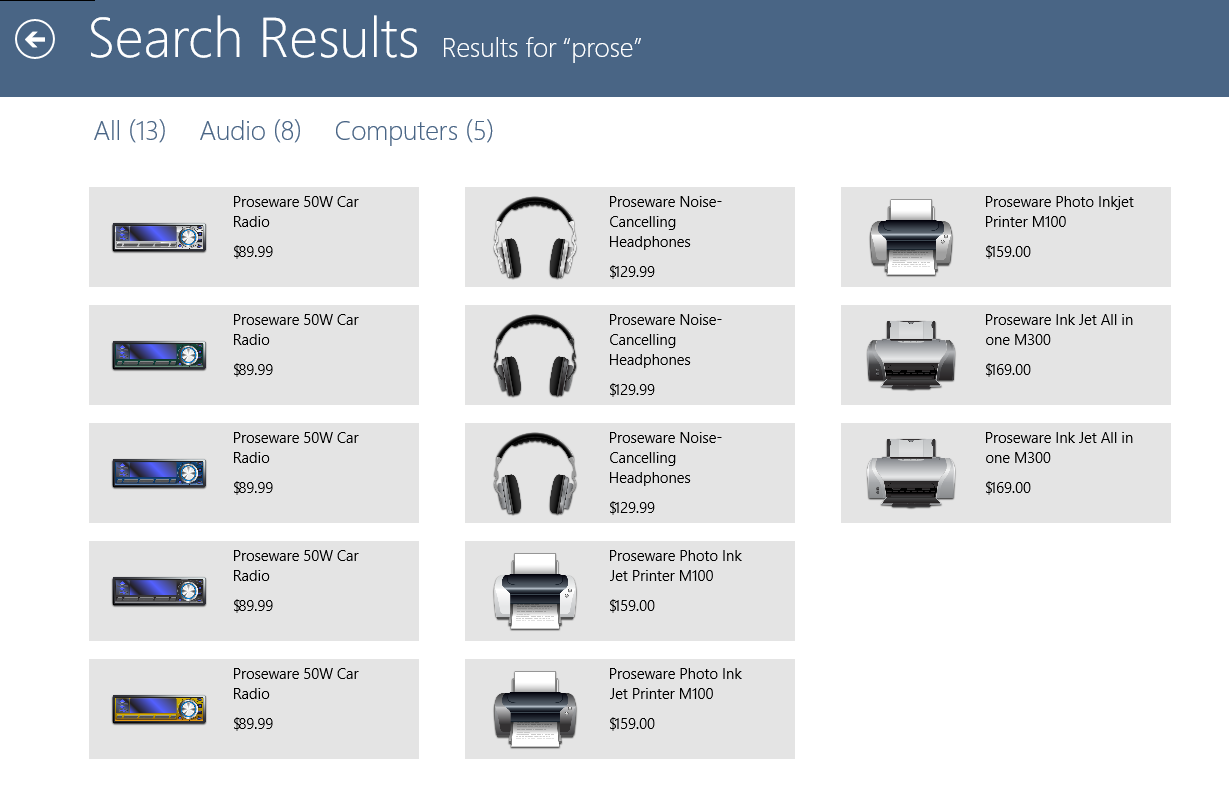 Search Results Results for “prose”
All (13) Audio (8) Computers (5)
Proseware 50W Car
Radio
$89.99
Proseware 50W Car
Radio
$89.99
Proseware 50W Car
Radio
$89.99
Proseware 50W Car
Radio
$89.99
Proseware 50W Car
Radio
$89.99
Proseware Noise-
Cancelling
Headphones
$129.99
Proseware Noise-
Cancelling
Headphones
$129.99
Proseware Noise-
Cancelling
Headphones
$129.99
Proseware Photo Ink
Jet Printer M100
$159.00
Proseware Photo Ink
Jet Printer M100
$159.00
Proseware Photo Inkjet
Printer M100
$159.00
Proseware Ink Jet All in
one M300
$169.00
Proseware Ink Jet All in
one M300
$169.00